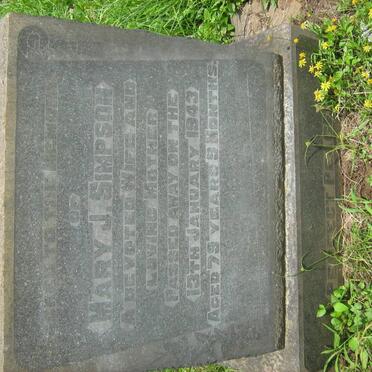 OF
MARY J. SIMPSON
A DEVOTED WIFE AND
LOVING MOTHER
PASSED AWAY ON THE
13TH JANUARY 1943
AGED 79 YEARS 9 MONTHS